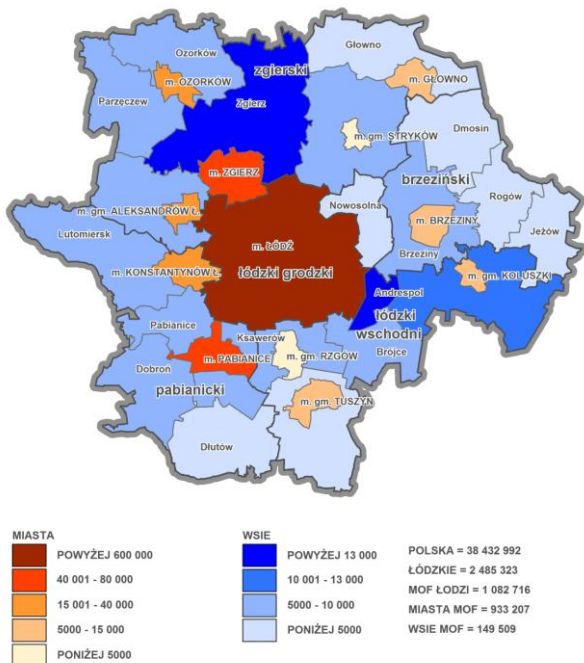 Ozorków
Głowno
zgierski
m. OZORKÓW
m. GŁOWNO
Parzęczew
Zgierz
Dmosin
m. gm. STRYKÓW
m. ZGIERZ
brzeziński
Rogów
Nowosolna
m. gm. ALEKSANDRÓW Ł.
m. BRZEZINY
Jeżów
Lutomiersk
m. ŁÓDŹ
Brzeziny
m. KONSTANTYNÓW Ł.
łódzki grodzki
m. gm. KOLUSZKI
Andrespol
łódzki
wschodni
Pabianice
Ksawerów
Brójce
m. PABIANICE
m. gm. RZGÓW
Dobroń
pabianicki
m. gm. TUSZYN
Dłutów
MIASTA
POWYŻEJ 600 000
40 001 - 80 000
15 001 - 40 000
5000 - 15 000
PONIŻEJ 5000
WSIE
POWYŻEJ 13 000
10 001 - 13 000
5000 - 10 000
PONIŻEJ 5000
POLSKA = 38 432 992
ŁÓDZKIE = 2 485 323
MOF ŁODZI = 1 082 716
MIASTA MOF = 933 207
WSIE MOF = 149 509